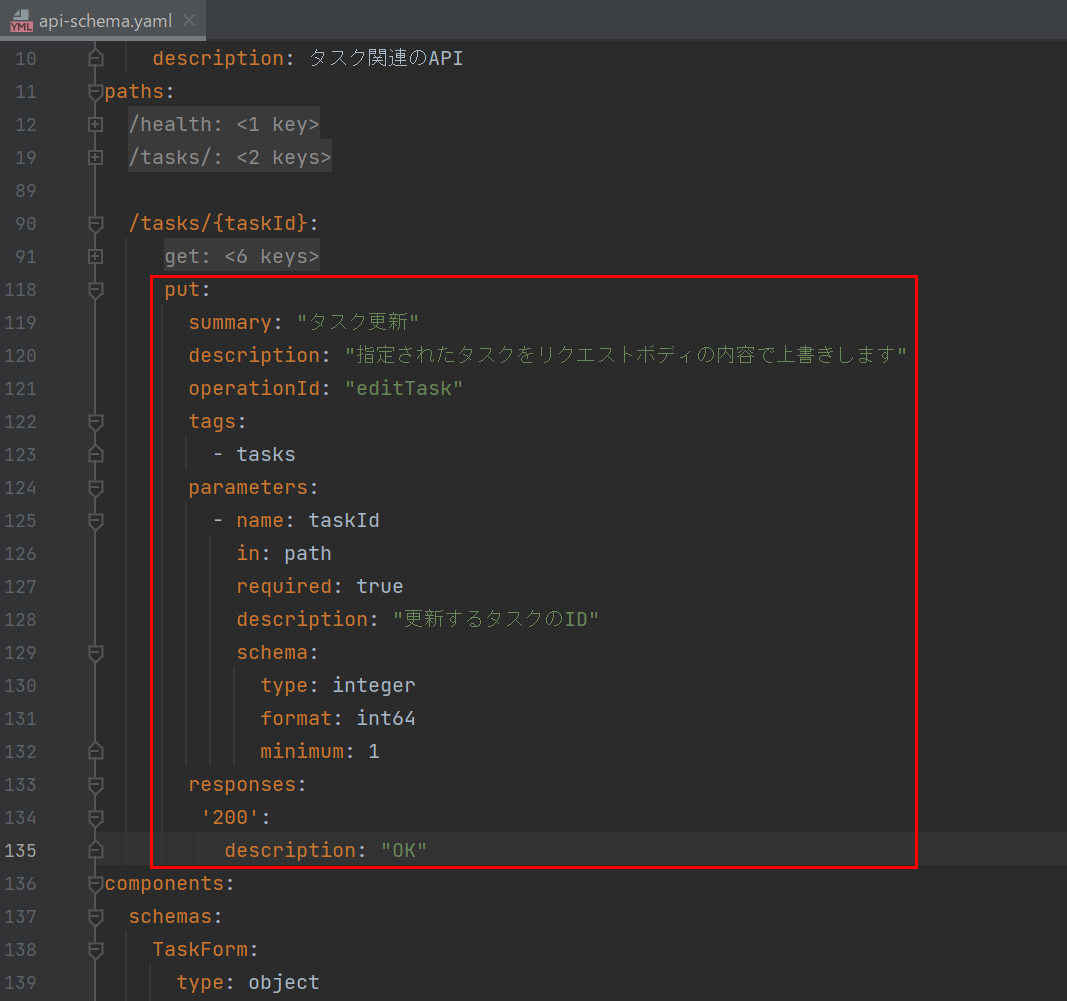 YML api-schema.yaml ×
10 description: タスク関連のAPI
11 paths:
12 /health: <1 key>
19 /tasks/: <2 keys>
89
90 /tasks/{taskId}:
91 get: <6 keys>
118 put:
119 summary: "タスク更新"
120 description: "指定されたタスクをリクエストボディの内容で上書きします"
121 operationId: "editTask"
122 tags:
123 - tasks
124 parameters:
125 - name: taskId
126 in: path
127 required: true
128 description: "更新するタスクのID"
129 schema:
130 type: integer
131 format: int64
132 minimum: 1
133 responses:
134 '200':
135 description: "OK"
136 components:
137 schemas:
138 TaskForm:
139 type: object